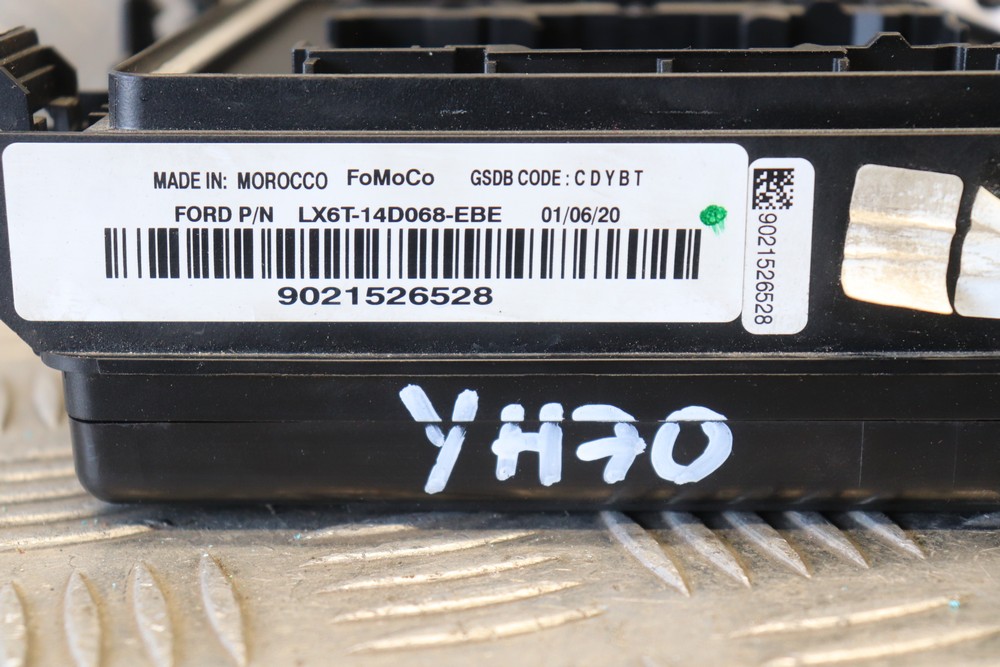 MADE IN: MOROCCO FoMoCo GSDB CODE : C D Y B T
FORD P/N LX6T-14D068-EBE 01/06/20
9021526528
9021526528
YH70